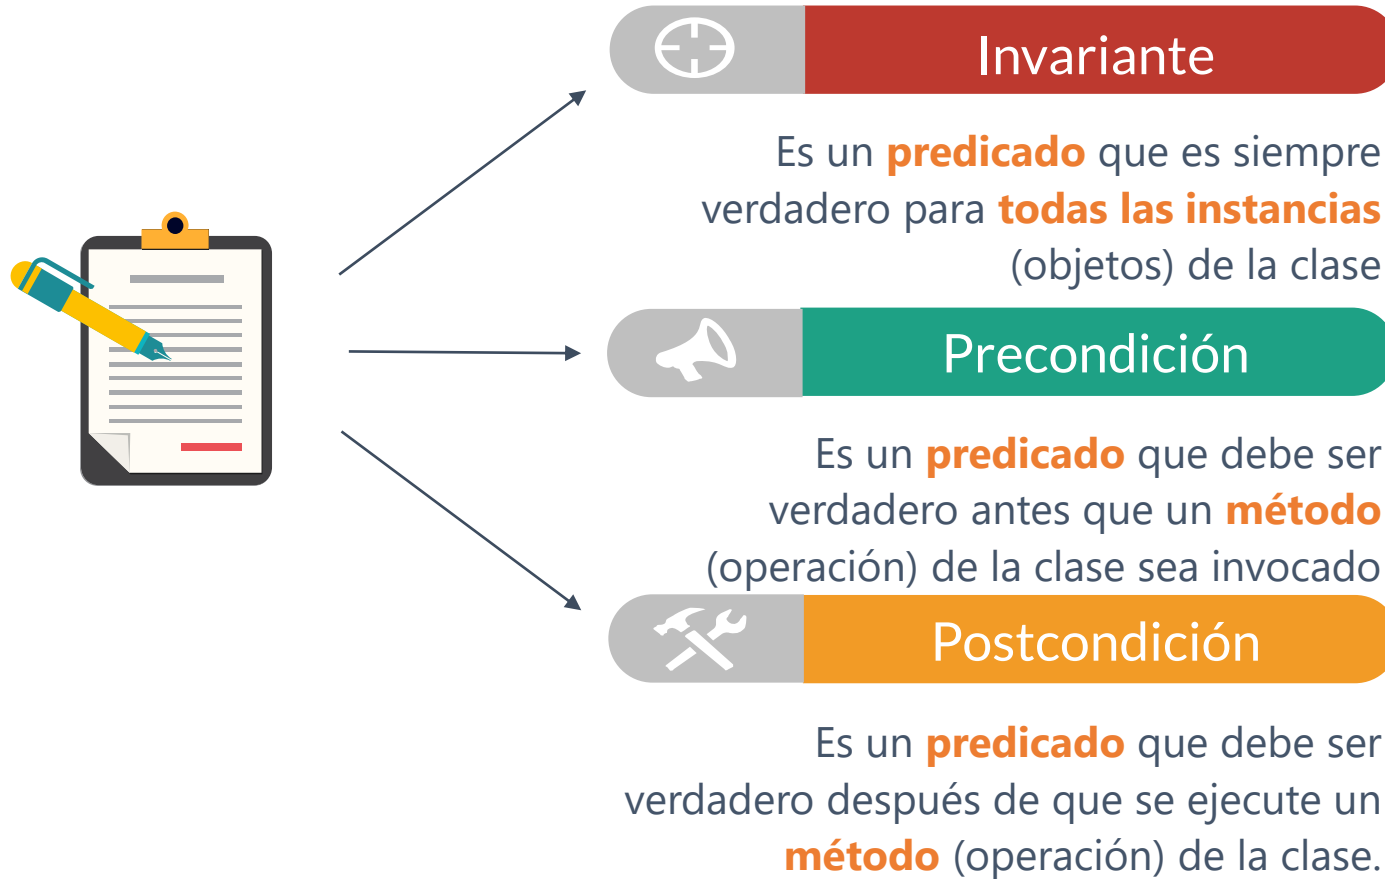 Invariante
Es un predicado que es siempre
verdadero para todas las instancias
(objetos) de la clase
Precondición
Es un predicado que debe ser
verdadero antes que un método
(operación) de la clase sea invocado
Postcondición
Es un predicado que debe ser
verdadero después de que se ejecute un
método (operación) de la clase.